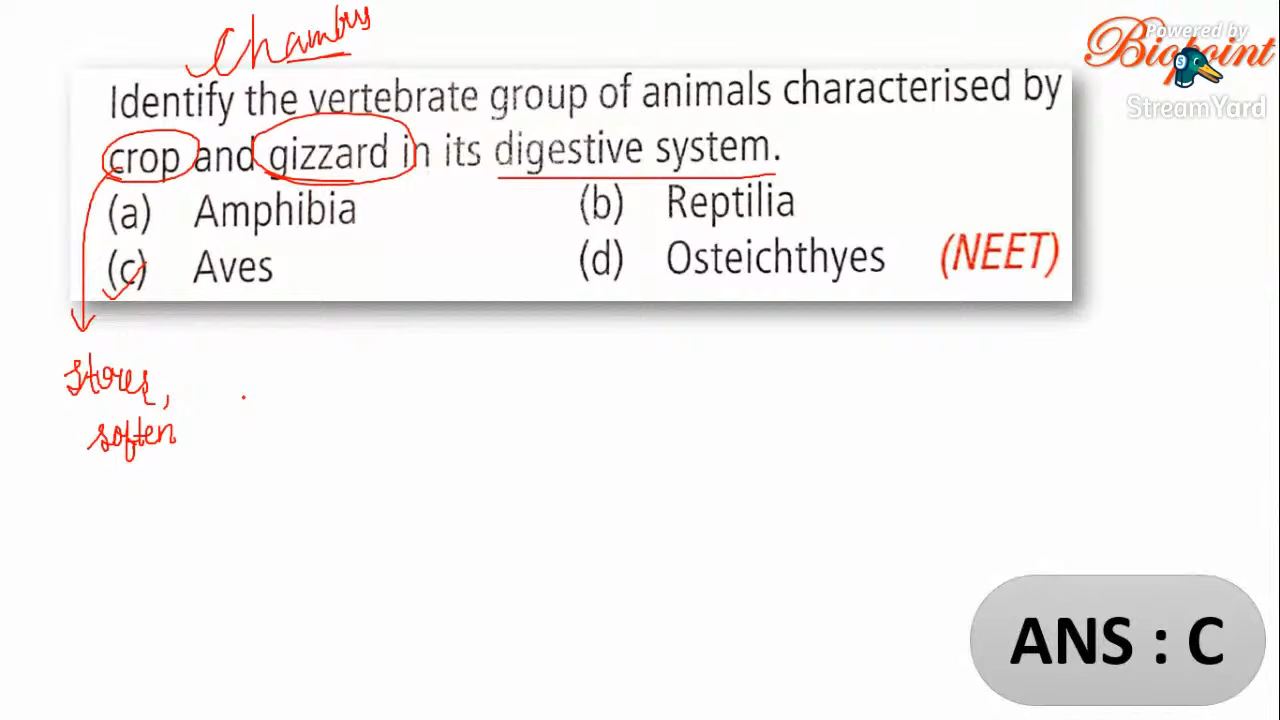 Chambers
Powered by
Biopoint
StreamYard
Identify the vertebrate group of animals characterised by
crop and gizzard in its digestive system.
(a) Amphibia (b) Reptilia
(c) Aves (d) Osteichthyes (NEET)
stores,
soften
ANS : C